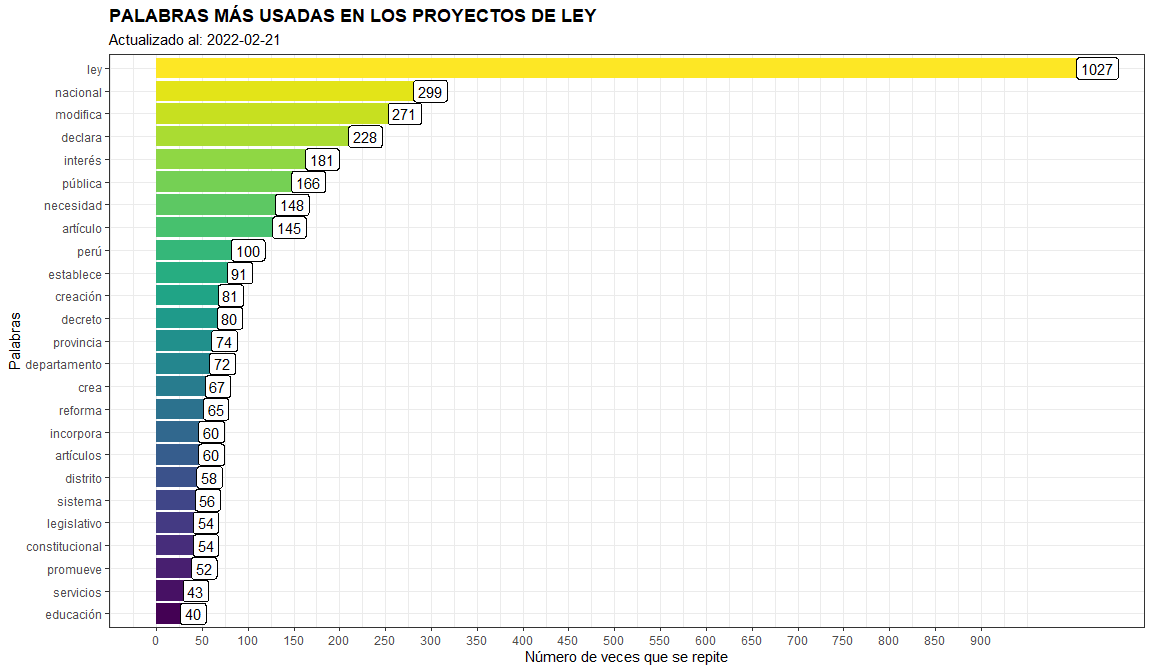 PALABRAS MÁS USADAS EN LOS PROYECTOS DE LEY
Actualizado al: 2022-02-21
Palabras
ley 1027
nacional 299
modifica 271
declara 228
interés 181
pública 166
necesidad 148
artículo 145
perú 100
establece 91
creación 81
decreto 80
provincia 74
departamento 72
crea 67
reforma 65
incorpora 60
artículos 60
distrito 58
sistema 56
legislativo 54
constitucional 54
promueve 52
servicios 43
educación 40
0 50 100 150 200 250 300 350 400 450 500 550 600 650 700 750 800 850 900
Número de veces que se repite